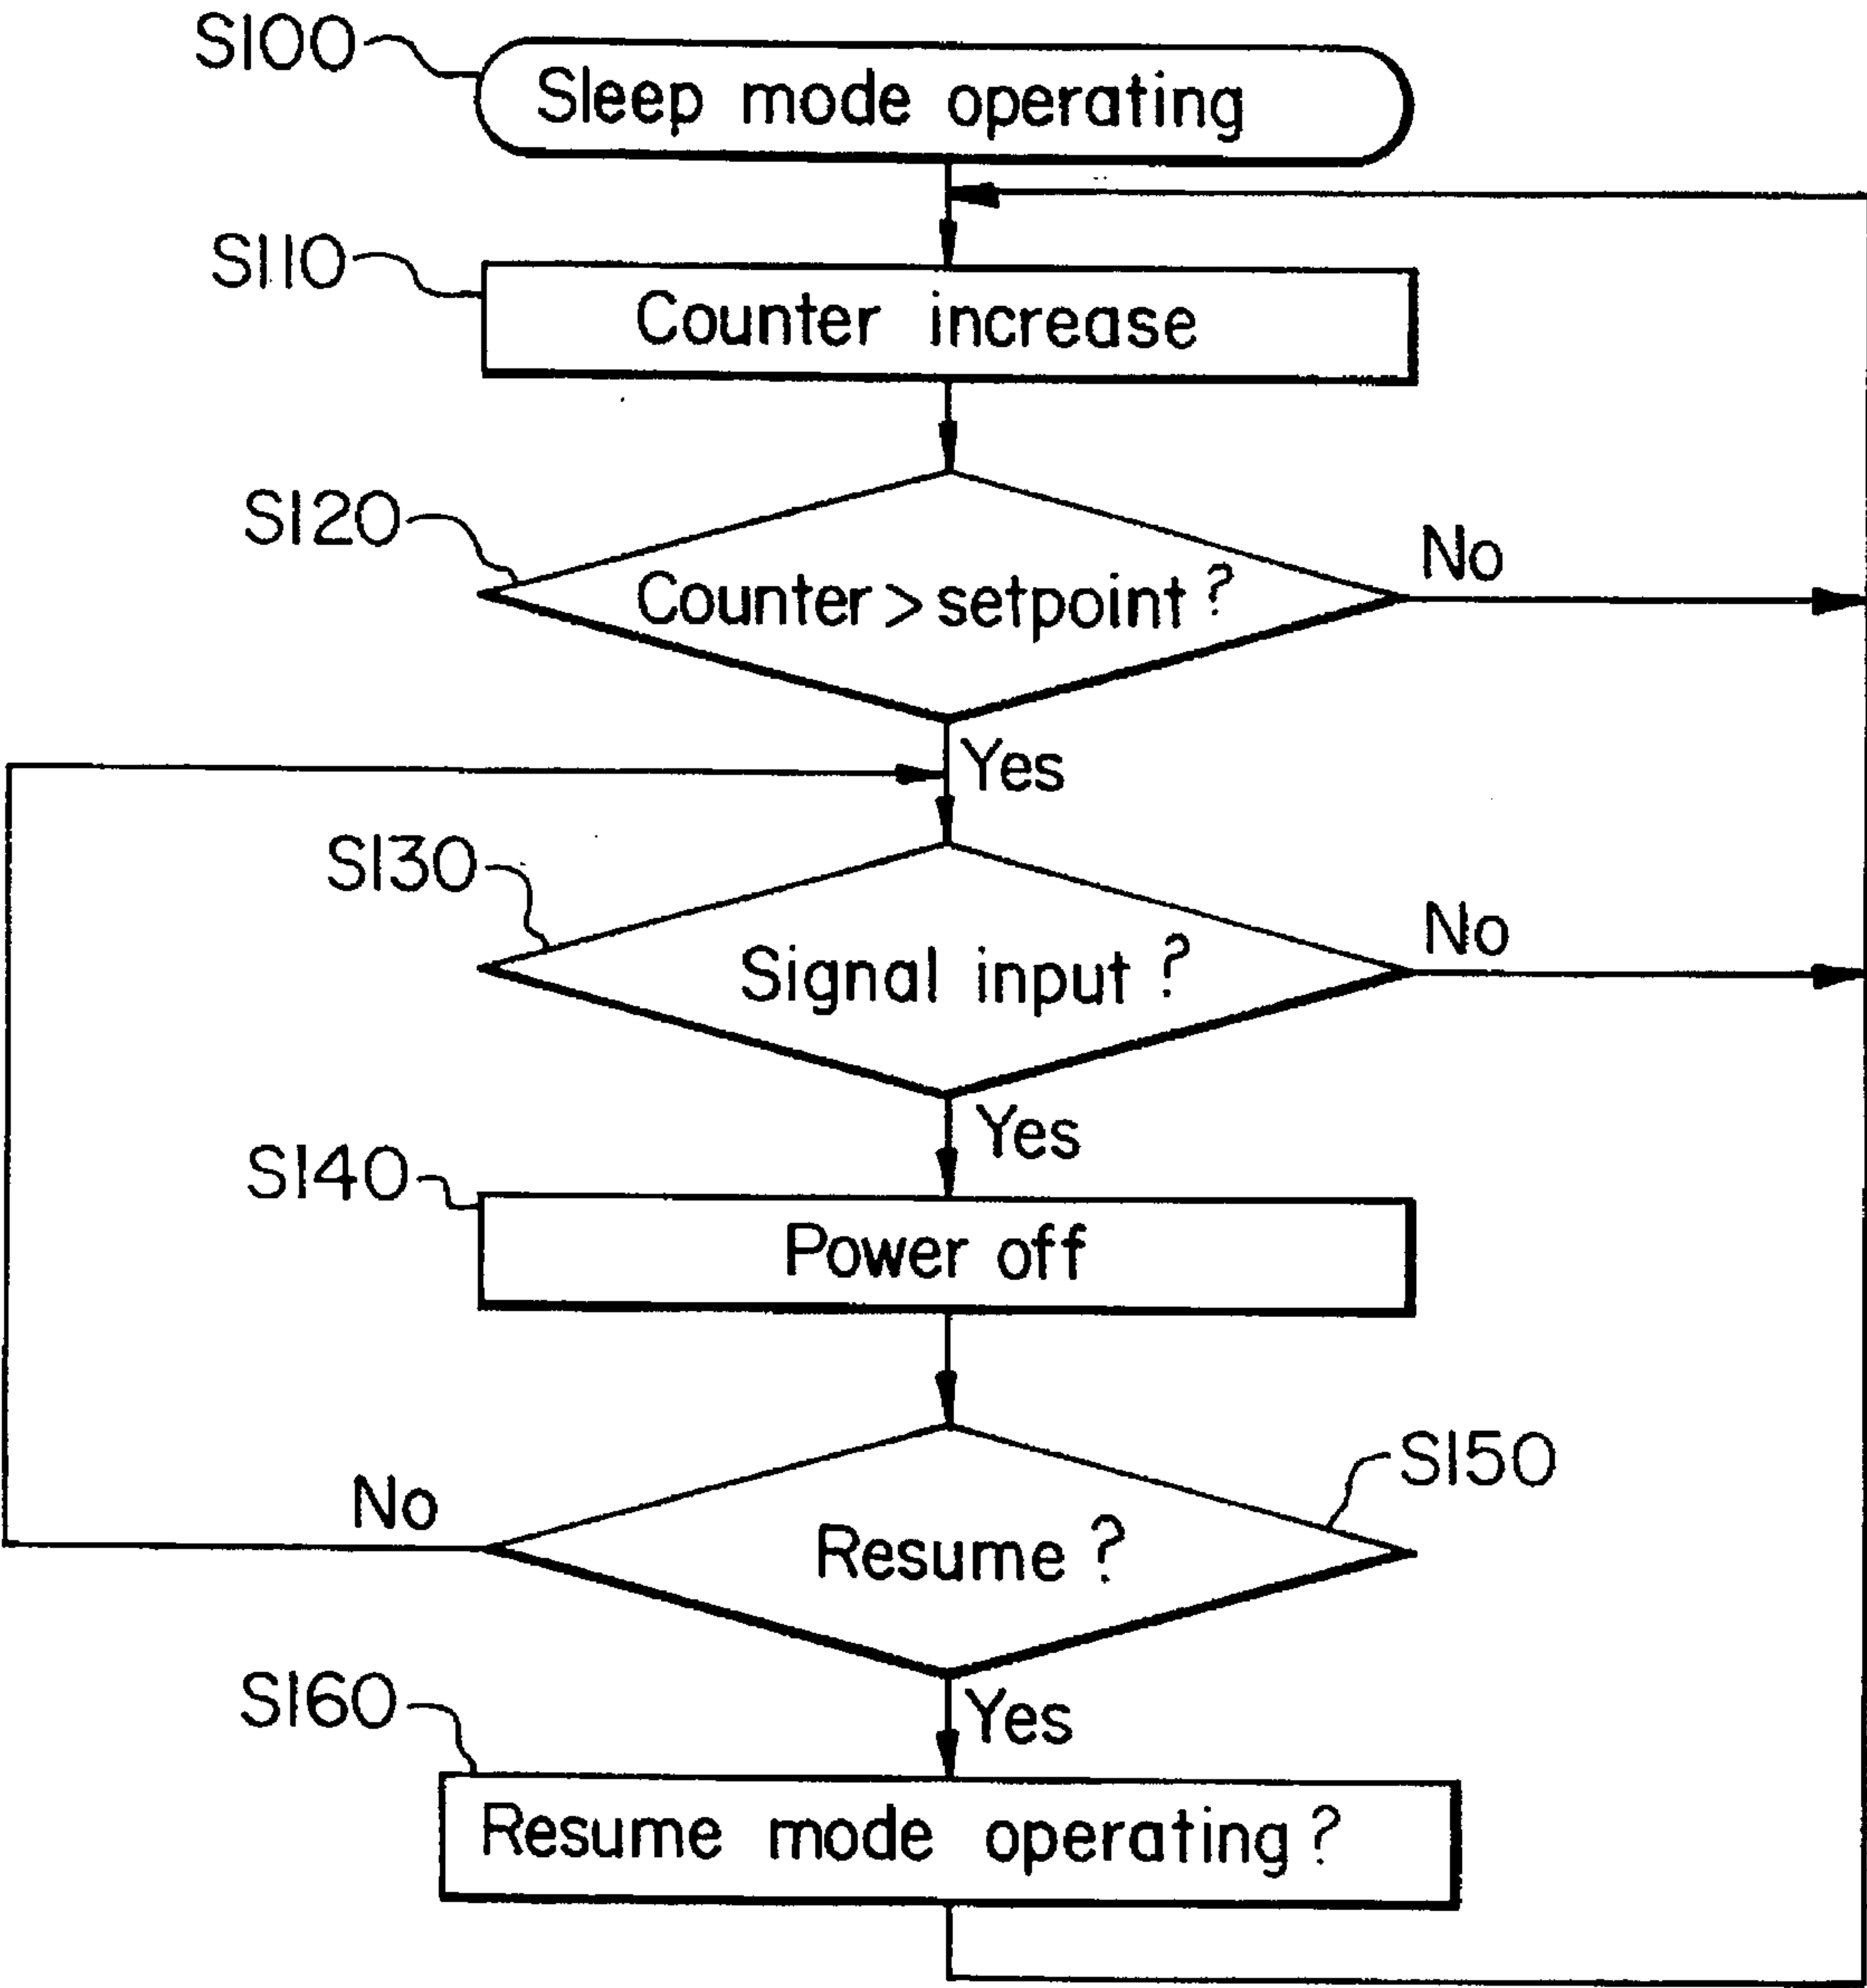 S100
Sleep mode operating
S110
Counter increase
S120
Counter > setpoint ?
No
Yes
S130
Signal input ?
No
Yes
S140
Power off
S150
Resume ?
No
Yes
S160
Resume mode operating ?